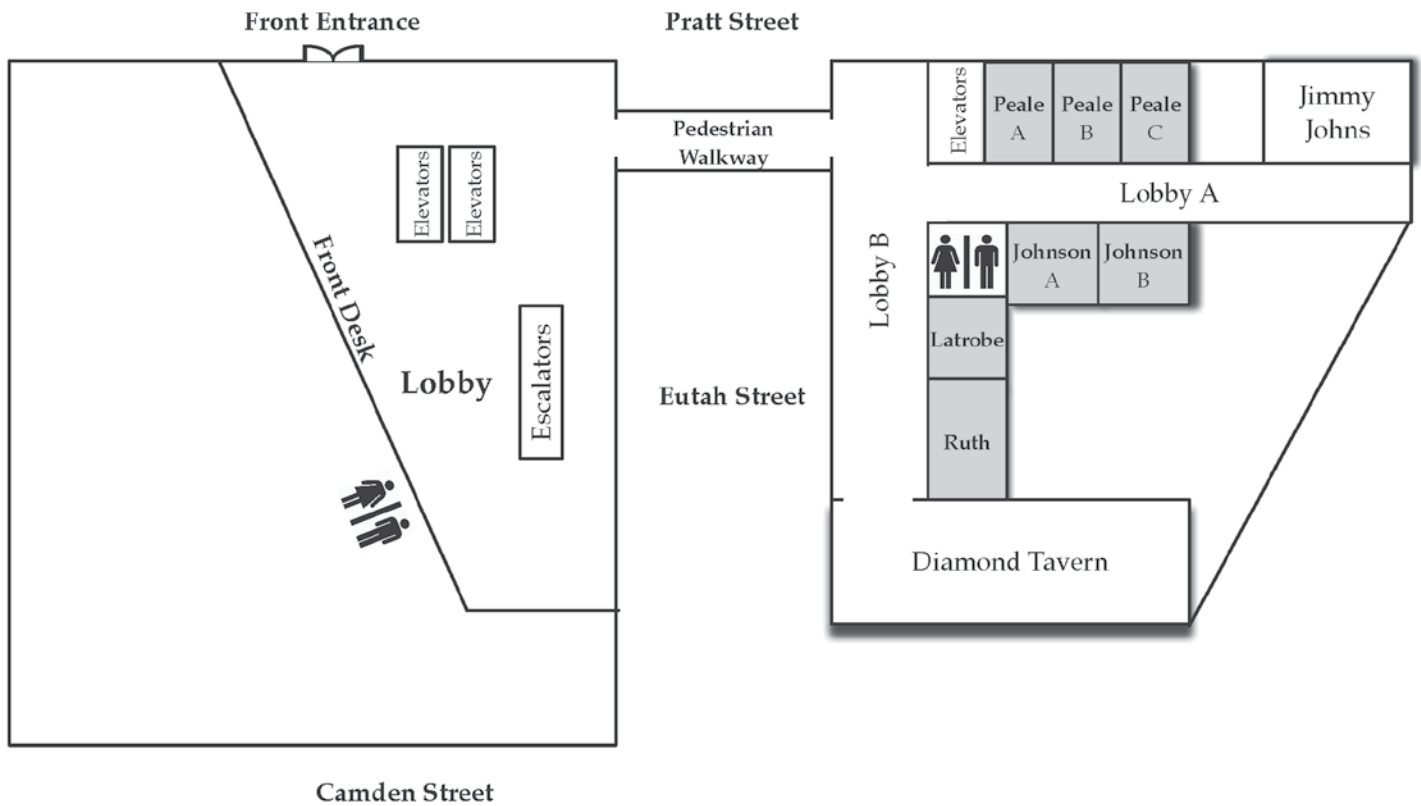 Front Entrance
Pratt Street
Elevators
Peale
A
Peale
B
Peale
C
Jimmy
Johns
Pedestrian
Walkway
Elevators
Elevators
Lobby A
Front Desk
Lobby B
Johnson
A
Johnson
B
Latrobe
Lobby
Escalators
Eutah Street
Ruth
Diamond Tavern
Camden Street